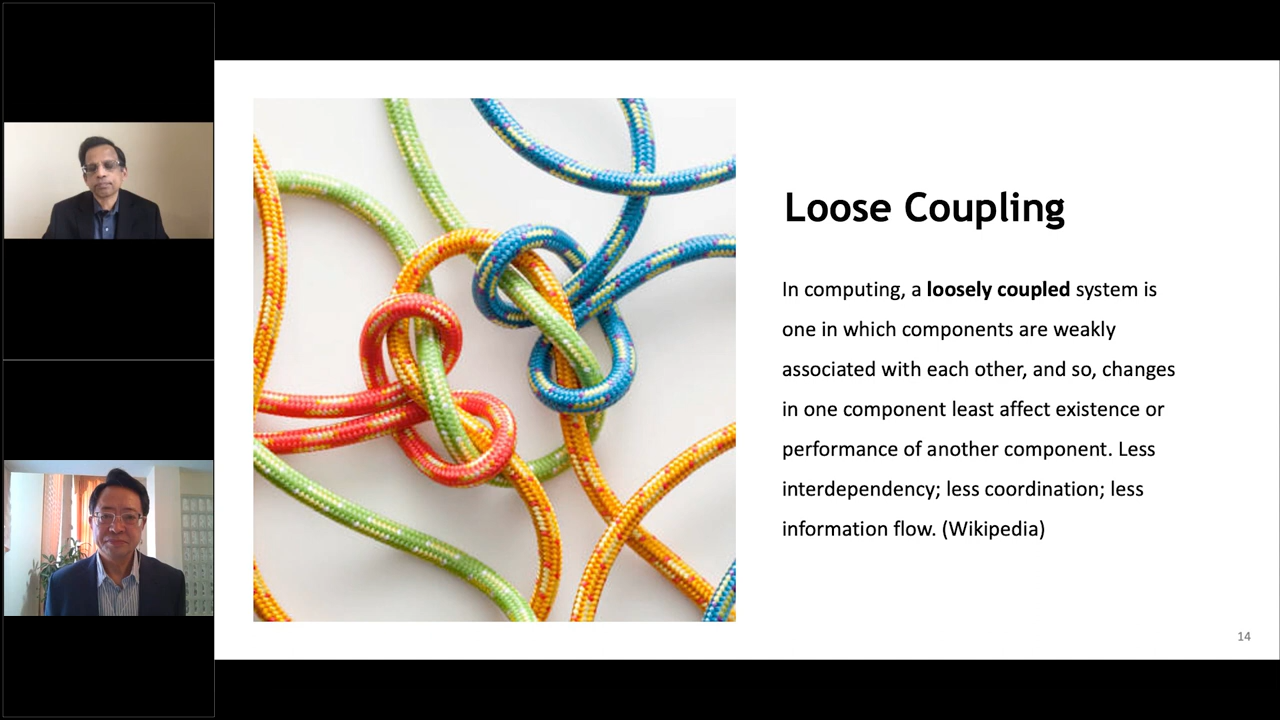 Loose Coupling
In computing, a loosely coupled system is
one in which components are weakly
associated with each other, and so, changes
in one component least affect existence or
performance of another component. Less
interdependency; less coordination; less
information flow. (Wikipedia)
14